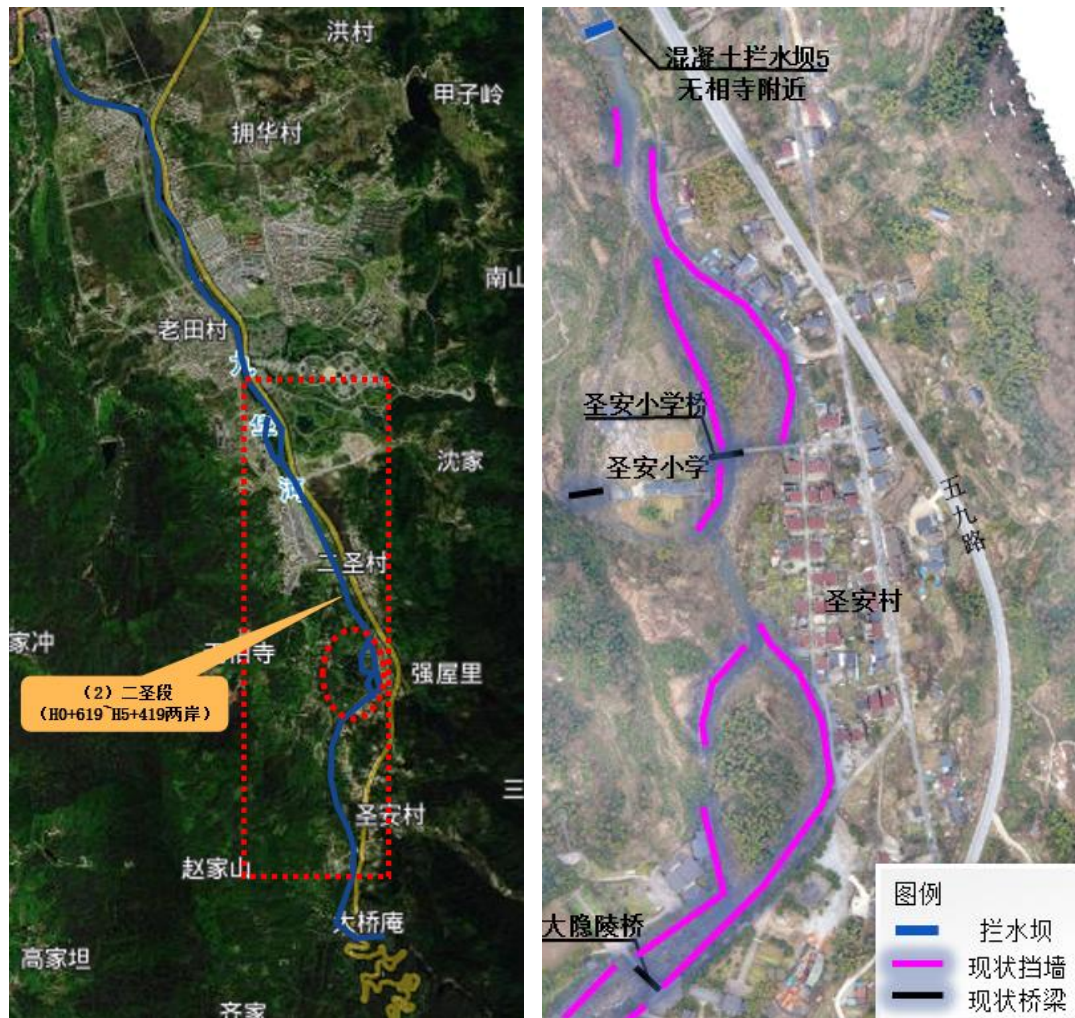 洪村
甲子岭
拥华村
南山
老田村
九
华
河
沈家
二圣村
家冲
相寺
强屋里
(2)二圣段
(H0+619~H5+419两岸)
三
圣安村
赵家山
大桥庵
高家坦
齐家
混凝土拦水坝5
无相寺附近
圣安小学桥
圣安小学
五九路
圣安村
大隐陵桥
图例
拦水坝
现状挡墙
现状桥梁